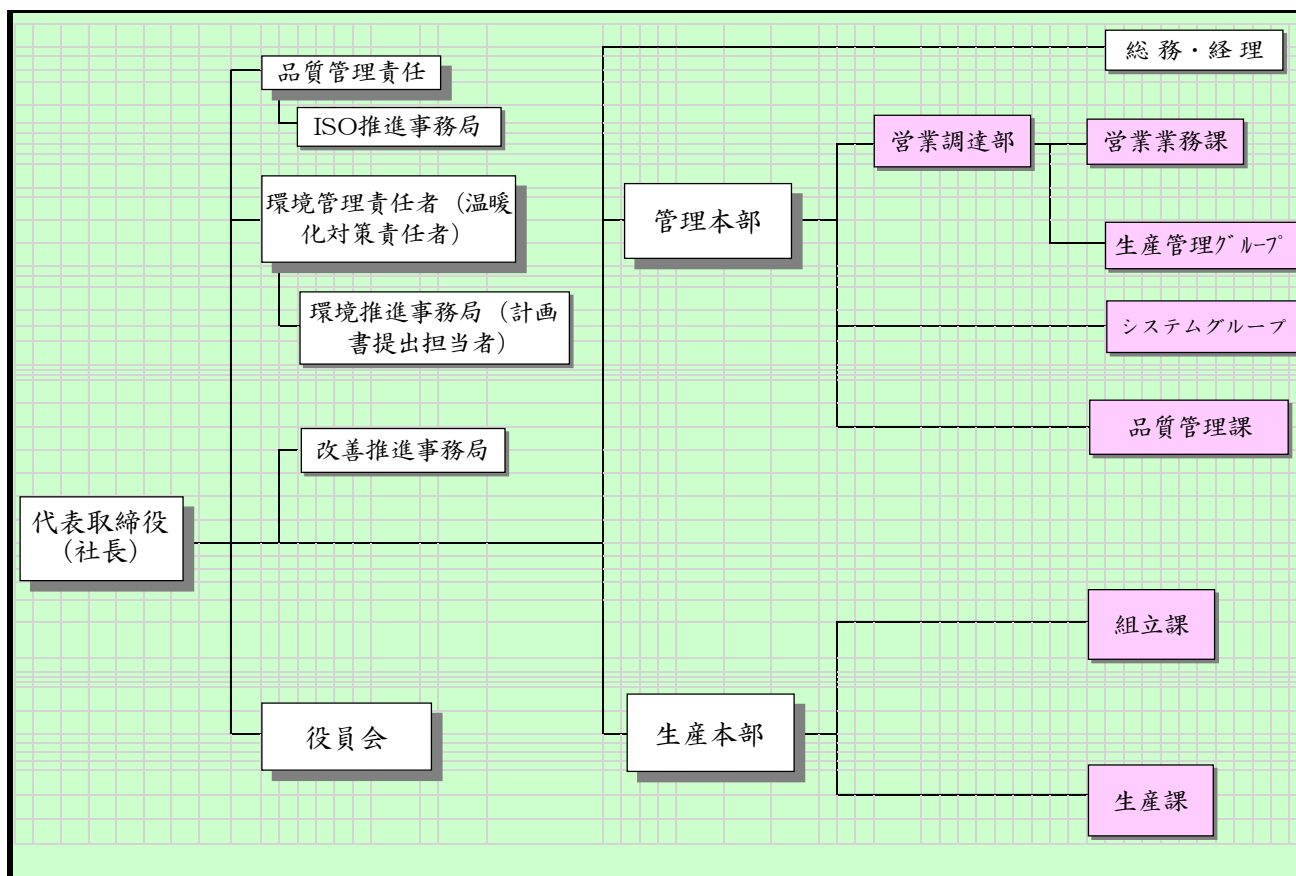 総務・経理
品質管理責任
ISO推進事務局
営業調達部
営業業務課
環境管理責任者（温暖
化対策責任者）
管理本部
生産管理ｸﾞﾙｰﾌﾟ
環境推進事務局（計画
書提出担当者）
システムグループ
品質管理課
改善推進事務局
代表取締役
（社長）
組立課
役員会
生産本部
生産課